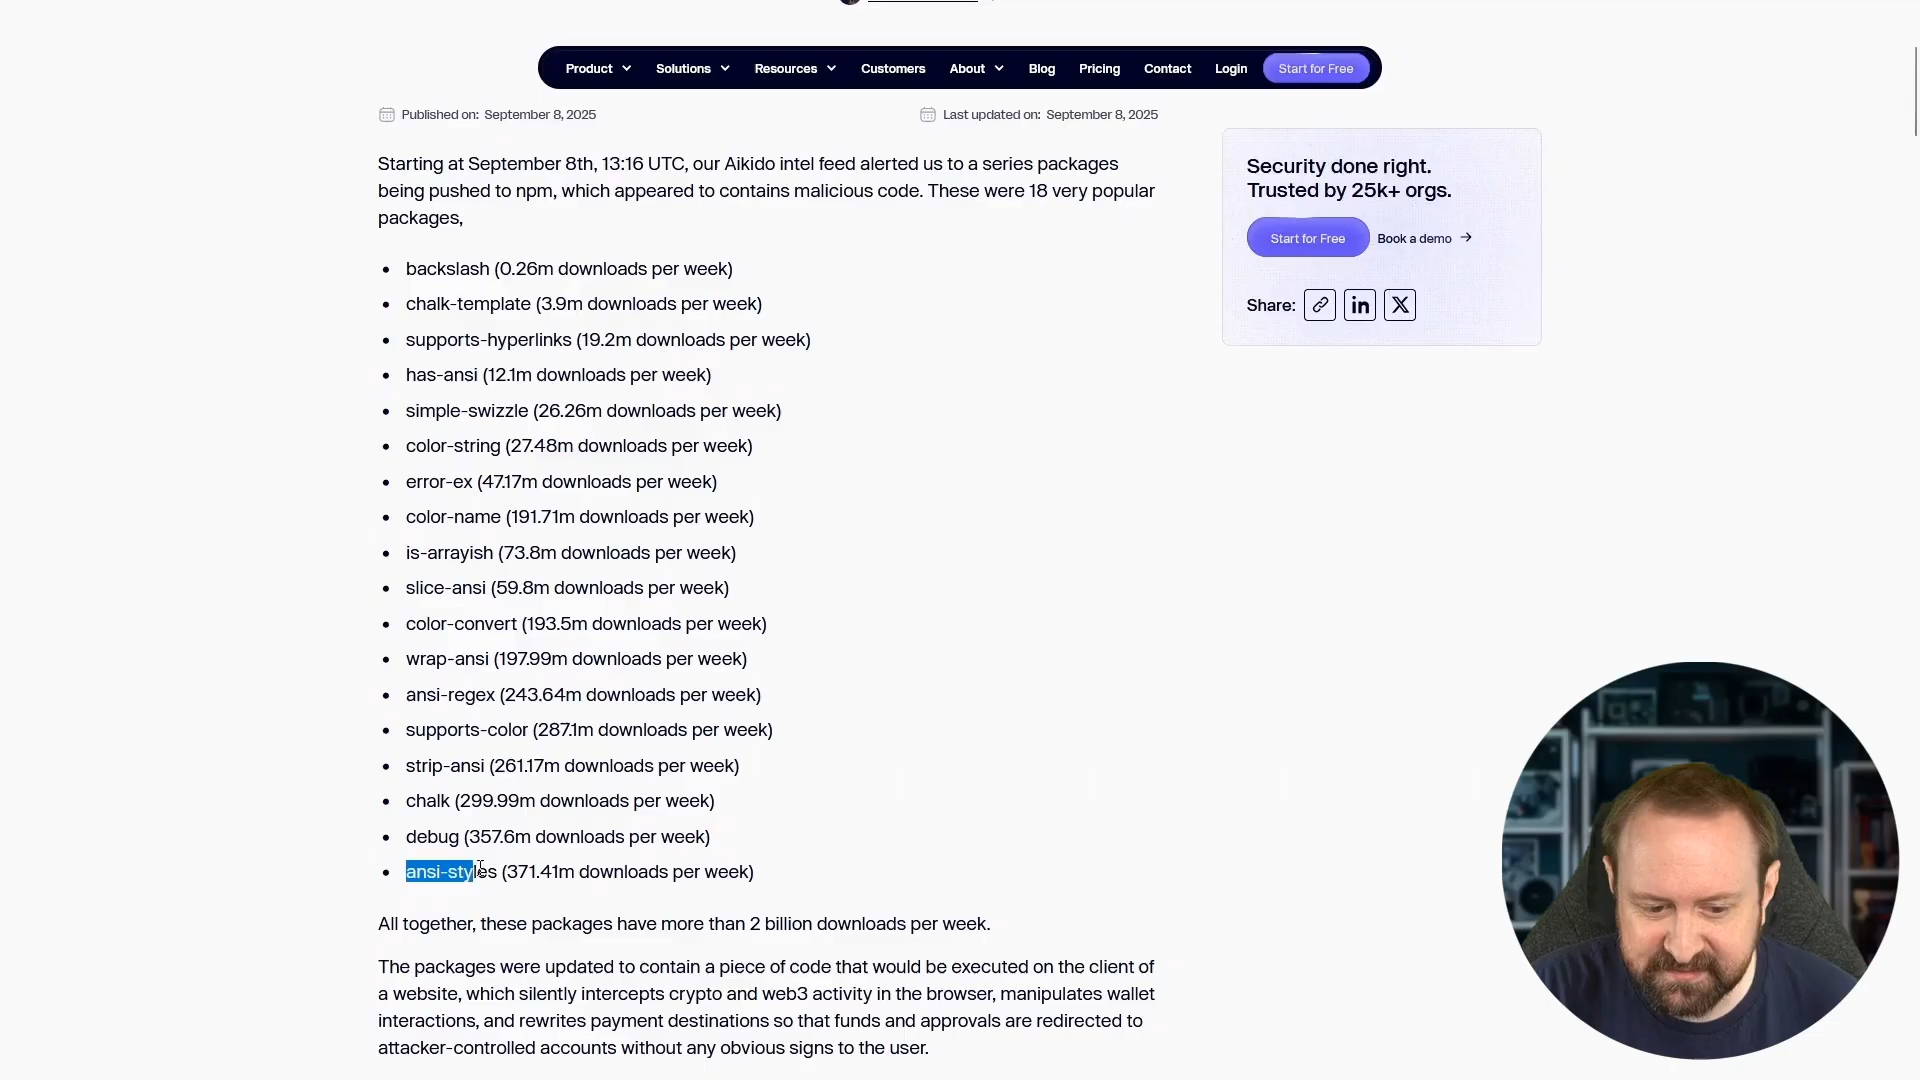 Product Solutions Resources Customers About Blog Pricing Contact Login Start for Free
Published on: September 8, 2025
Last updated on: September 8, 2025
Starting at September 8th, 13:16 UTC, our Aikido intel feed alerted us to a series packages
being pushed to npm, which appeared to contains malicious code. These were 18 very popular
packages,
• backslash (0.26m downloads per week)
• chalk-template (3.9m downloads per week)
• supports-hyperlinks (19.2m downloads per week)
• has-ansi (12.1m downloads per week)
• simple-swizzle (26.26m downloads per week)
• color-string (27.48m downloads per week)
• error-ex (47.17m downloads per week)
• color-name (191.71m downloads per week)
• is-arrayish (73.8m downloads per week)
• slice-ansi (59.8m downloads per week)
• color-convert (193.5m downloads per week)
• wrap-ansi (197.99m downloads per week)
• ansi-regex (243.64m downloads per week)
• supports-color (287.1m downloads per week)
• strip-ansi (261.17m downloads per week)
• chalk (299.99m downloads per week)
• debug (357.6m downloads per week)
• ansi-styles (371.41m downloads per week)
All together, these packages have more than 2 billion downloads per week.
The packages were updated to contain a piece of code that would be executed on the client of
a website, which silently intercepts crypto and web3 activity in the browser, manipulates wallet
interactions, and rewrites payment destinations so that funds and approvals are redirected to
attacker-controlled accounts without any obvious signs to the user.
Security done right.
Trusted by 25k+ orgs.
Start for Free Book a demo →
Share: in X